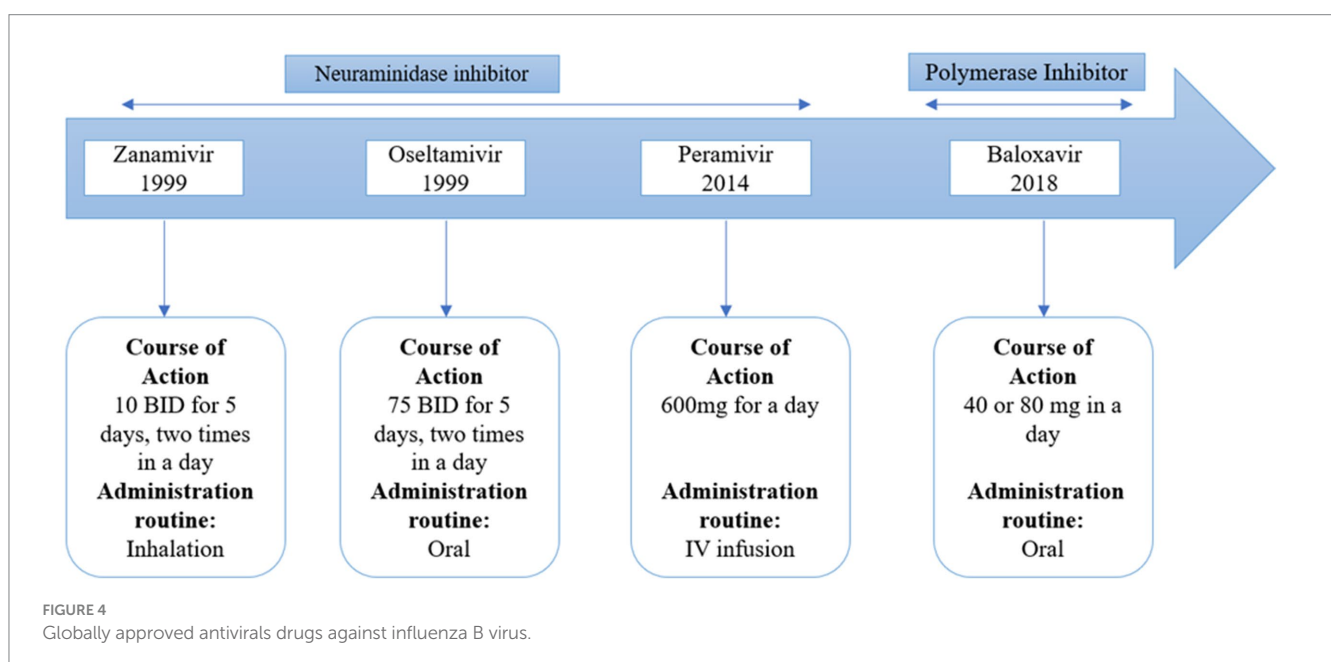 Neuraminidase inhibitor
Polymerase Inhibitor
Zanamivir
1999
Oseltamivir
1999
Peramivir
2014
Baloxavir
2018
Course of
Action
10 BID for 5
days, two times
in a day
Administration
routine:
Inhalation
Course of
Action
75 BID for 5
days, two times
in a day
Administration
routine:
Oral
Course of
Action
600mg for a day
Administration
routine:
IV infusion
Course of
Action
40 or 80 mg in a
day
Administration
routine:
Oral
FIGURE 4
Globally approved antivirals drugs against influenza B virus.